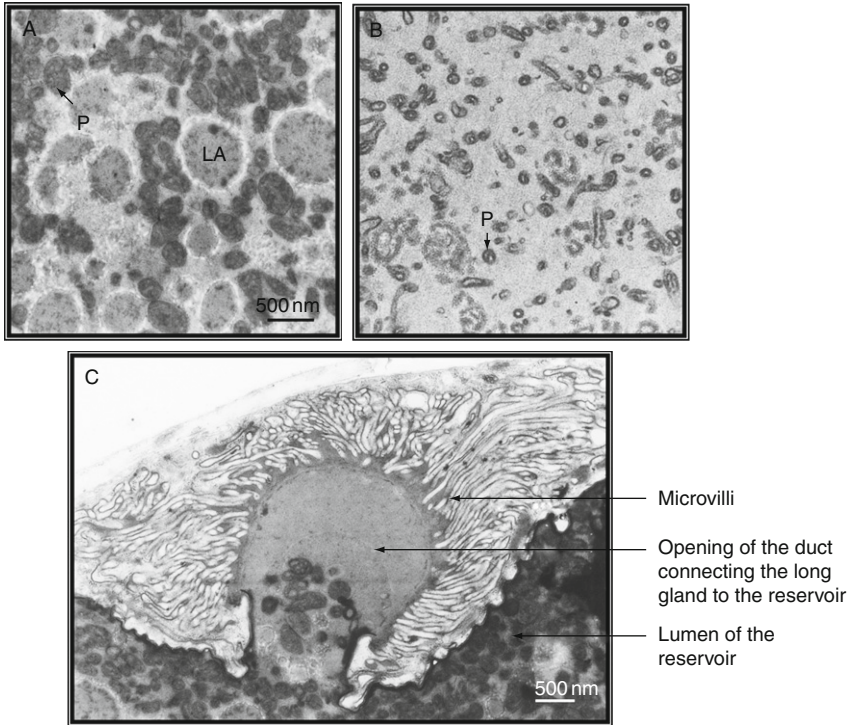 A
P
LA
500 nm
B
P
C
Microvilli
Opening of the duct
connecting the long
gland to the reservoir
Lumen of the
reservoir
500 nm